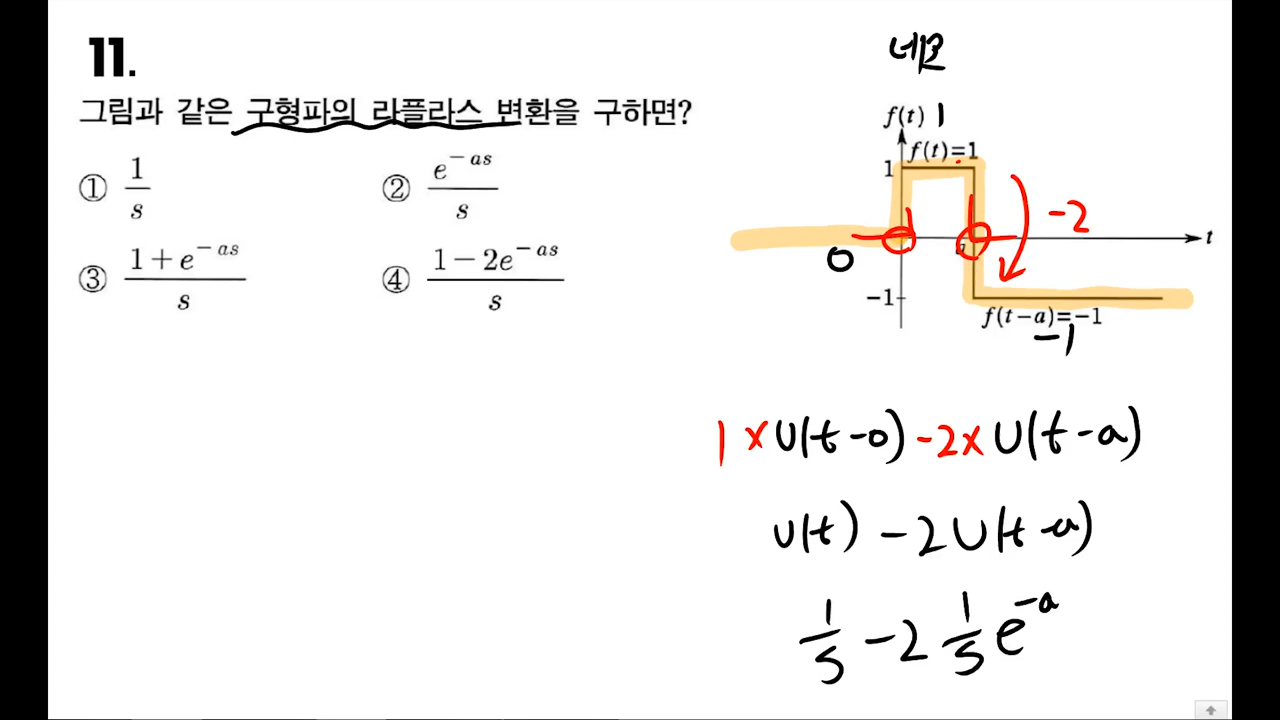 11.
그림과 같은 구형파의 라플라스 변환을 구하면?
① 1/s
② e^{-as}/s
③ (1+e^{-as})/s
④ (1-2e^{-as})/s
네모
f(t) 1
f(t)=1
1
-2
t
0
a
-1
f(t-a)=-1
-1
1×U(t-0)-2×U(t-a)
U(t)-2U(t-a)
1/s -2 1/s e^{-a}